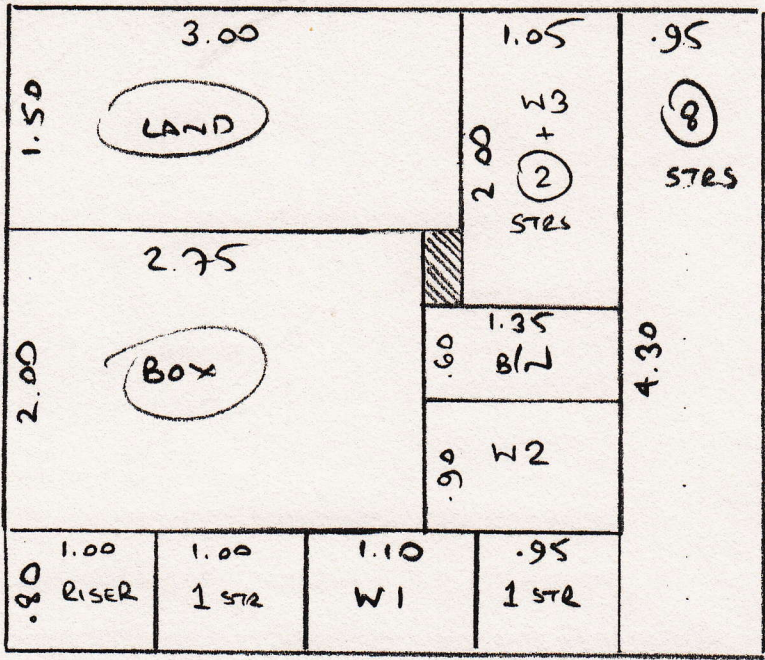 3.00
1.50
LAND
1.05
2 00
W3
+
2
STRS
.95
8
STRS
4.30
2.75
2.00
BOX
1.35
.60
B/N
.90
W2
.80
1.00
RISER
1.00
1 STR
1.10
W1
.95
1 STR